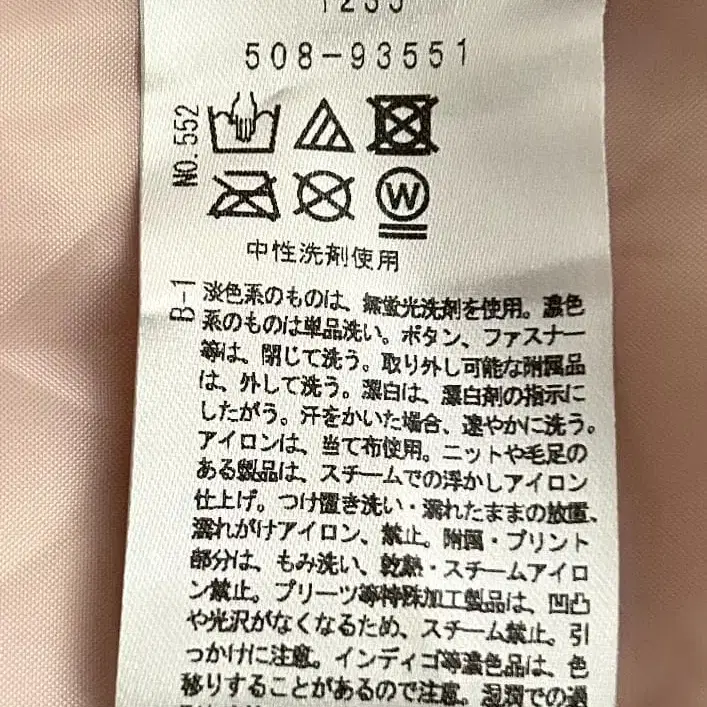 1233
508-93551
NO.552
W
中性洗剤使用
B-1
淡色系のものは、無蛍光洗剤を使用。濃色
系のものは単品洗い。ボタン、ファスナー
等は、閉じて洗う。取り外し可能な附属品
は、外して洗う。漂白は、漂白剤の指示に
したがう。汗をかいた場合、速やかに洗う。
アイロンは、当て布使用。ニットや毛足の
ある製品は、スチームでの浮かしアイロン
仕上げ。つけ置き洗い・濡れたままの放置、
濡れがけアイロン、禁止。附属・プリント
部分は、もみ洗い、乾熱・スチームアイロ
ン禁止。プリーツ等特殊加工製品は、凹凸
や光沢がなくなるため、スチーム禁止。引
っかけに注意。インディゴ等濃色品は、色
移りすることがあるので注意。湿潤での過